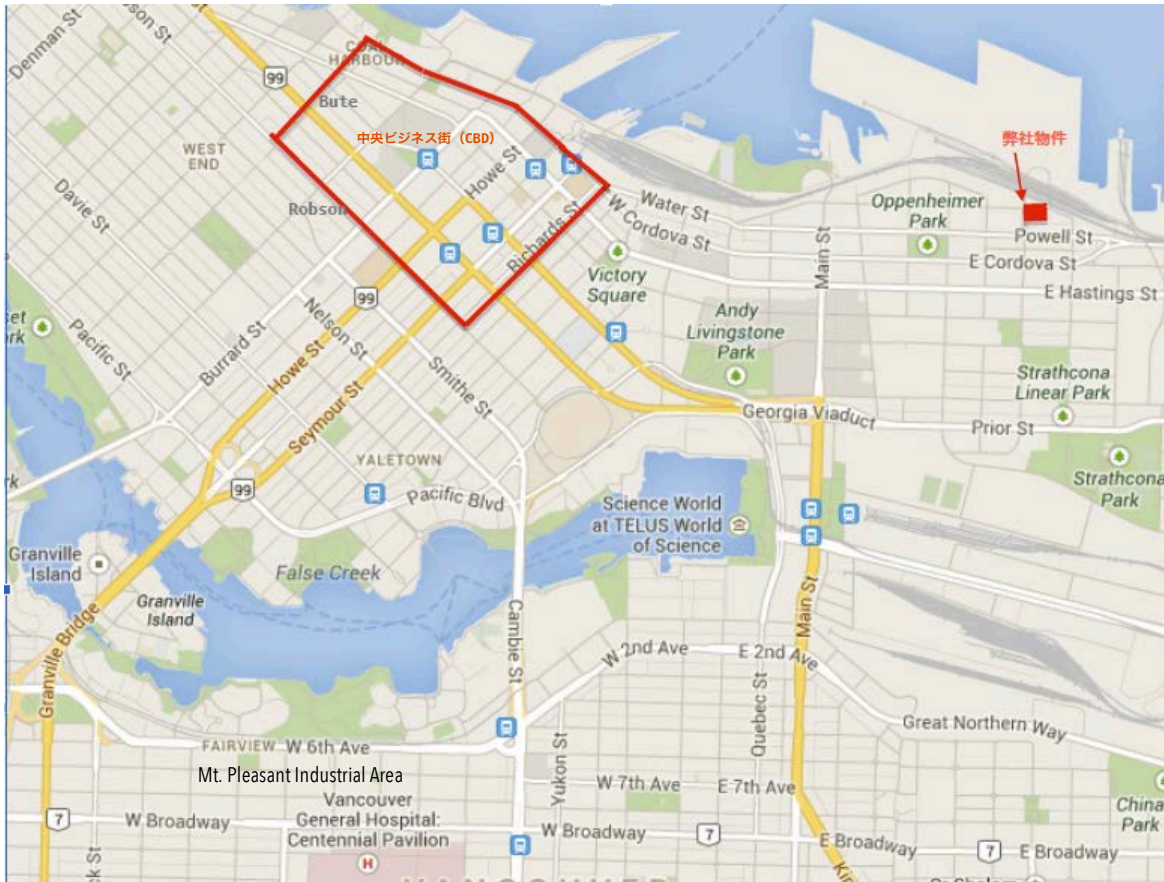 Denman St
son St
COAL
HARBOUR
99
Bute
中央ビジネス街（CBD）
弊社物件
WEST
END
Howe St
Robson
Davie St
Richards St
Water St
W Cordova St
Oppenheimer
Park
Powell St
E Cordova St
Main St
E Hastings St
Victory
Square
99
Nelson St
Andy
Livingstone
Park
Pacific St
Burrard St
Howe St
Smithe St
Seymour St
Strathcona
Linear Park
Georgia Viaduct
Prior St
YALETOWN
99
Pacific Blvd
Strathcona
Park
Science World
at TELUS World
of Science
Granville
Island
False Creek
Granville
Island
Granville Bridge
Cambie St
Main St
W 2nd Ave
E 2nd Ave
Quebec St
Great Northern Way
FAIRVIEW
W 6th Ave
Mt. Pleasant Industrial Area
Yukon St
W 7th Ave
E 7th Ave
Vancouver
General Hospital:
Centennial Pavilion
H
7
W Broadway
W Broadway
7
E Broadway
7
E Broadway
China
Park